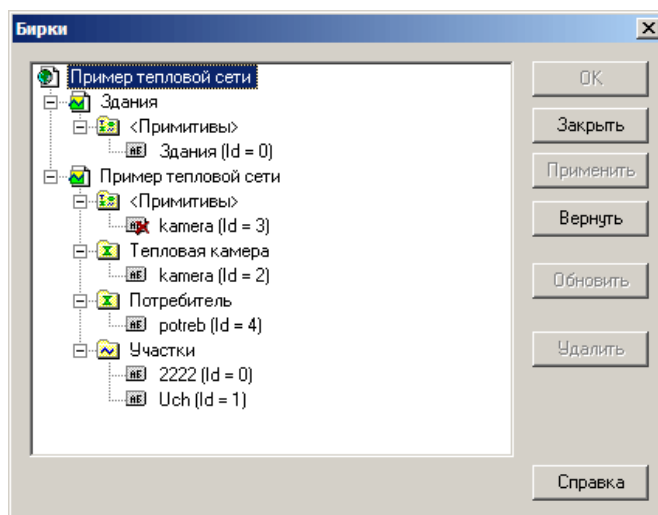 Бирки
Пример тепловой сети
Здания
<Примитивы>
Здания (Id = 0)
Пример тепловой сети
<Примитивы>
kamera (Id = 3)
Тепловая камера
kamera (Id = 2)
Потребитель
potreb (Id = 4)
Участки
2222 (Id = 0)
Uch (Id = 1)
OK
Закрыть
Применить
Вернуть
Обновить
Удалить
Справка